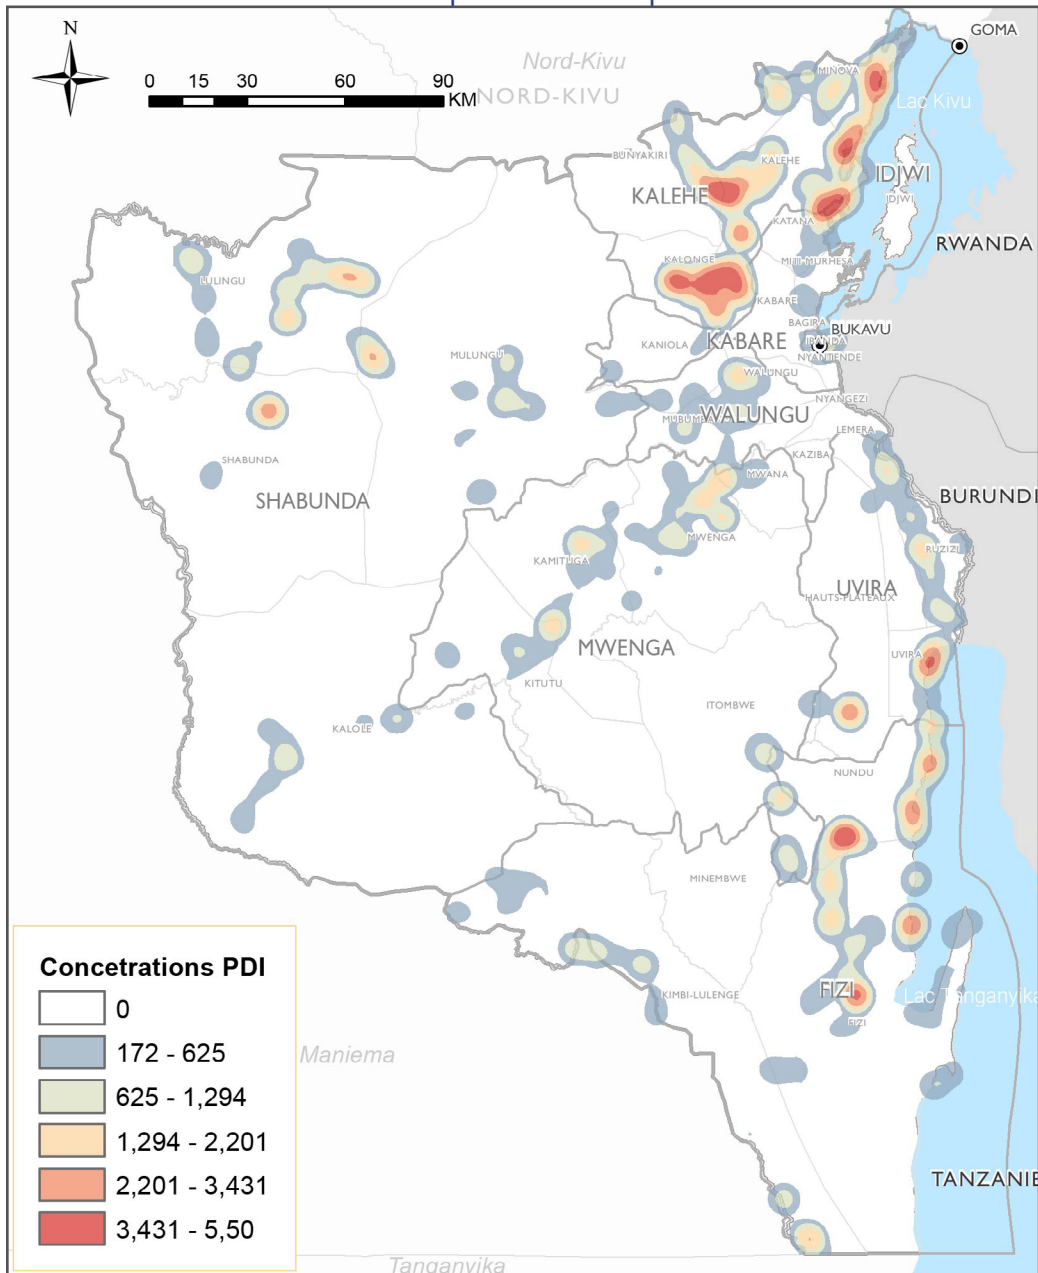 N
GOMA
Nord-Kivu
NORD-KIVU
0 15 30 60 90
KM
MINOVA
Lac Kivu
BUNYAKIRI
KALEHE
IDJWI
KALEHE
IDJWI
KATANA
RWANDA
MITI-MURHESA
KALONGE
LULINGU
KABARE
BAGIRA
BUKAVU
IBANDA
KANIOLA
KABARE
NYANTENDE
MULUNGU
WALUNGU
NYANGEZI
WALUNGU
LEMERA
KAZIBA
SHABUNDA
MWANA
SHABUNDA
BURUNDI
MWENGA
RUZIZI
KAMITUGA
UVIRA
HAUTS-PLATEAUX
MWENGA
UVIRA
KITUTU
ITOMBWE
KALOLE
NUNDU
MINEMBWE
FIZI
Lac Tanganyika
KIMBI-LULENGE
FIZI
Maniema
TANZANIE
Tanganyika
Concetrations PDI
0
172 - 625
625 - 1,294
1,294 - 2,201
2,201 - 3,431
3,431 - 5,50